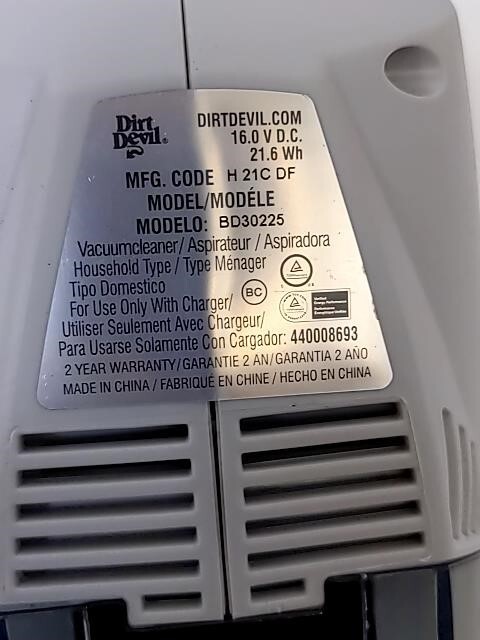 Dirt Devil®
DIRTDEVIL.COM
16.0 V D.C.
21.6 Wh
MFG. CODE H 21C DF
MODEL/MODÉLE
MODELO: BD30225
Vacuumcleaner/Aspirateur/Aspiradora
Household Type/Type Ménager
Tipo Domestico
BC
For Use Only With Charger/
Utiliser Seulement Avec Chargeur/
Para Usarse Solamente Con Cargador: 440008693
2 YEAR WARRANTY/GARANTIE 2 AN/GARANTIA 2 AÑO
MADE IN CHINA / FABRIQUÉ EN CHINE / HECHO EN CHINA